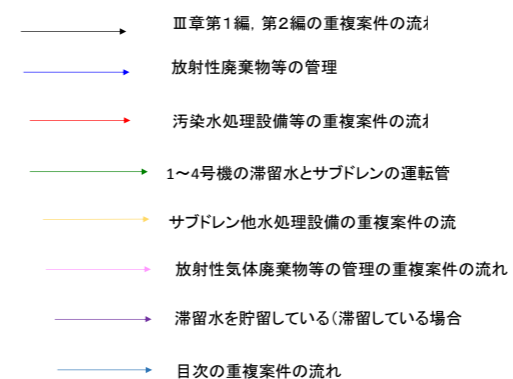 Ⅲ章第1編，第2編の重複案件の流れ
放射性廃棄物等の管理
汚染水処理設備等の重複案件の流れ
1～4号機の滞留水とサブドレンの運転管
サブドレン他水処理設備の重複案件の流
放射性気体廃棄物等の管理の重複案件の流れ
滞留水を貯留している（滞留している場合
目次の重複案件の流れ